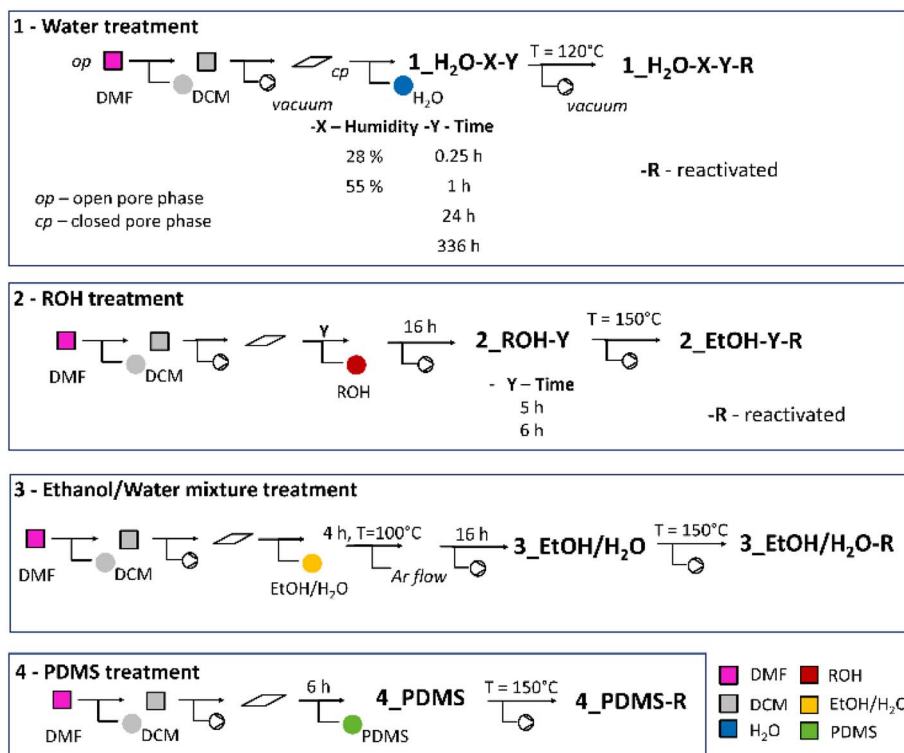 1 - Water treatment
op
DMF
DCM
vacuum
cp
H₂O
1_H₂O-X-Y
T = 120°C
vacuum
1_H₂O-X-Y-R
-X – Humidity -Y - Time
28 % 0.25 h
55 % 1 h
24 h
336 h
-R - reactivated
op – open pore phase
cp – closed pore phase
2 - ROH treatment
DMF
DCM
Y
ROH
16 h
2_ROH-Y
T = 150°C
2_EtOH-Y-R
- Y – Time
5 h
6 h
-R - reactivated
3 - Ethanol/Water mixture treatment
DMF
DCM
EtOH/H₂O
4 h, T=100°C
Ar flow
16 h
3_EtOH/H₂O
T = 150°C
3_EtOH/H₂O-R
4 - PDMS treatment
DMF
DCM
6 h
PDMS
4_PDMS
T = 150°C
4_PDMS-R
DMF ROH
DCM EtOH/H₂O
H₂O PDMS